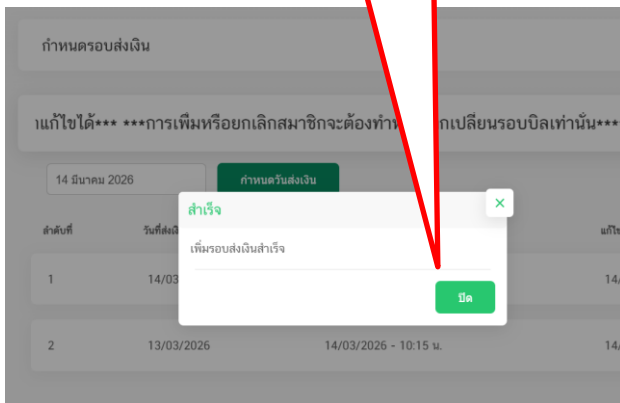 กำหนดรอบส่งเงิน
แก้ไขได้*** ***การเพิ่มหรือยกเลิกสมาชิกจะต้องทำ เปลี่ยนรอบบิลเท่านั้น***
14 มีนาคม 2026 กำหนดวันส่งเงิน
สำเร็จ ×
ลำดับที่ วันที่ส่ง
เพิ่มรอบส่งเงินสำเร็จ
1 14/03 14/
ปิด
2 13/03/2026 14/03/2026 - 10:15 น. 14/